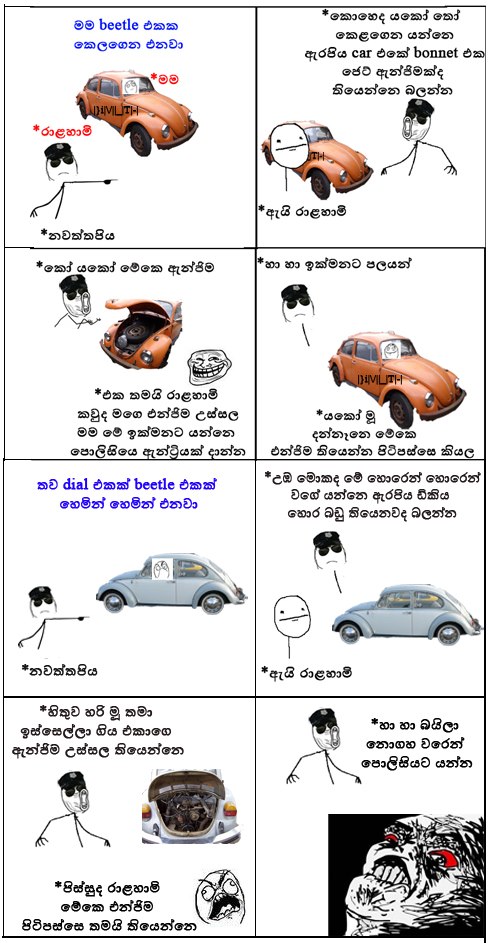 මම beetle එකක
කෙලගෙන එනවා
*මම
*රාළහාමි
*නවත්තපිය
*කොහෙද යකෝ තෝ
කෙළගෙන යන්නෙ
ඇරපිය car එකේ bonnet එක
ජෙට් ඇන්ජිමක්ද
තියෙන්නෙ බලන්න
*ඇයි රාළහාමි
*කෝ යකෝ මේකෙ ඇන්ජිම
*එක තමයි රාළහාමි
කවුද මගෙ එන්ජිම උස්සල
මම මේ ඉක්මනට යන්නෙ
පොලිසියෙ ඇන්ට්‍රියක් දාන්න
*හා හා ඉක්මනට පලයන්
*යකෝ මූ
දන්නෑනෙ මේකෙ
එන්ජිම තියෙන්න පිටිපස්සෙ කියල
තව dial එකක් beetle එකක්
හෙමින් හෙමින් එනවා
*නවත්තපිය
*උඹ මොකද මේ හොරෙන් හොරෙන්
වගේ යන්නෙ ඇරපිය ඩිකිය
හොර බඩු තියෙනවද බලන්න
*ඇයි රාළහාමි
*හිතුව හරි මූ තමා
ඉස්සෙල්ලා ගිය එකාගෙ
ඇන්ජිම උස්සල තියෙන්නෙ
*පිස්සුද රාළහාමි
මේකෙ එන්ජිම
පිටිපස්සෙ තමයි තියෙන්නෙ
*හා හා බයිලා
නොගහ වරෙන්
පොලිසියට යන්න